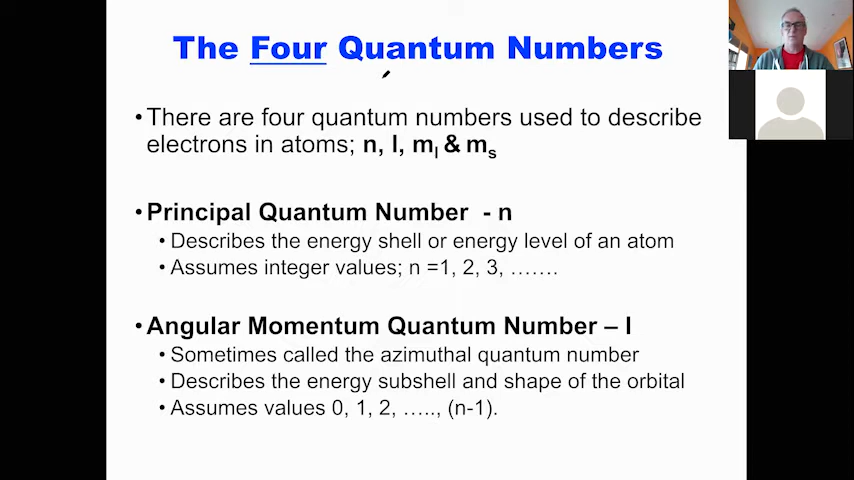 The Four Quantum Numbers
• There are four quantum numbers used to describe
electrons in atoms; n, l, ml & ms
• Principal Quantum Number - n
• Describes the energy shell or energy level of an atom
• Assumes integer values; n =1, 2, 3, …….
• Angular Momentum Quantum Number – l
• Sometimes called the azimuthal quantum number
• Describes the energy subshell and shape of the orbital
• Assumes values 0, 1, 2, ….., (n-1).